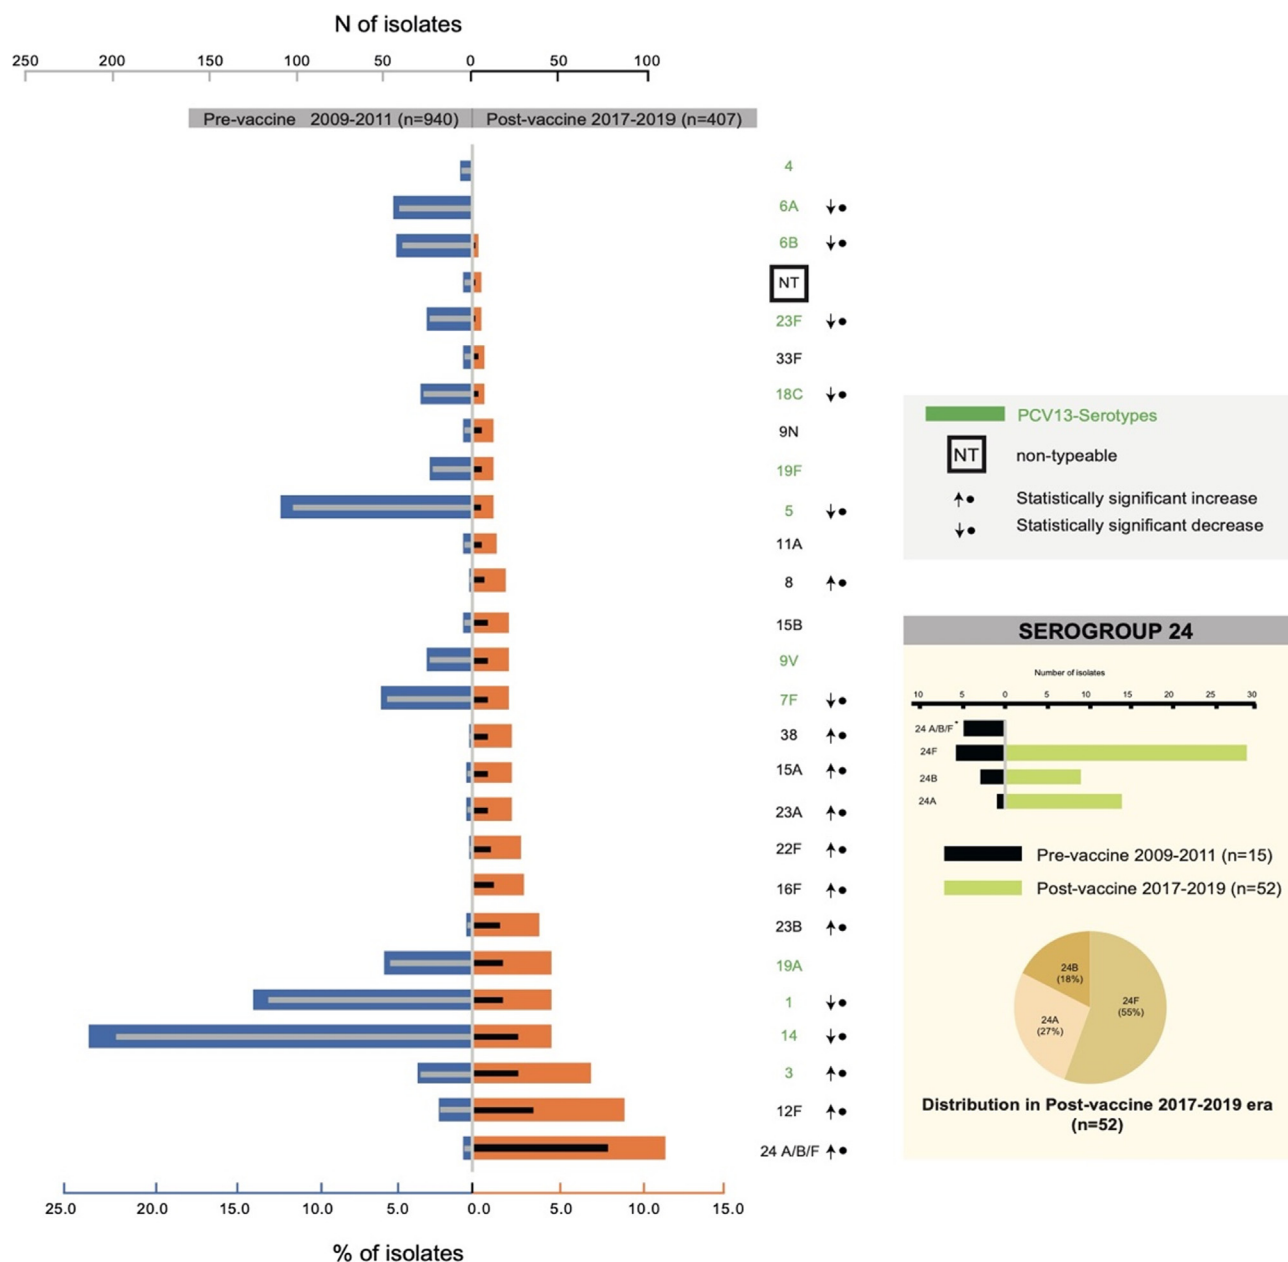 N of isolates
250 200 150 100 50 0 50 100
Pre-vaccine 2009-2011 (n=940) Post-vaccine 2017-2019 (n=407)
4
6A ↓●
6B ↓●
NT
23F ↓●
33F
18C ↓●
9N
19F
5 ↓●
11A
8 ↑●
15B
9V
7F ↓●
38 ↑●
15A ↑●
23A ↑●
22F ↑●
16F ↑●
23B ↑●
19A
1 ↓●
14 ↓●
3 ↑●
12F ↑●
24 A/B/F ↑●
25.0 20.0 15.0 10.0 5.0 0.0 5.0 10.0 15.0
% of isolates
PCV13-Serotypes
NT non-typeable
↑● Statistically significant increase
↓● Statistically significant decrease
SEROGROUP 24
Number of isolates
10 5 0 5 10 15 20 25 30
24 A/B/F*
24F
24B
24A
Pre-vaccine 2009-2011 (n=15)
Post-vaccine 2017-2019 (n=52)
24B
(18%)
24F
(55%)
24A
(27%)
Distribution in Post-vaccine 2017-2019 era
(n=52)